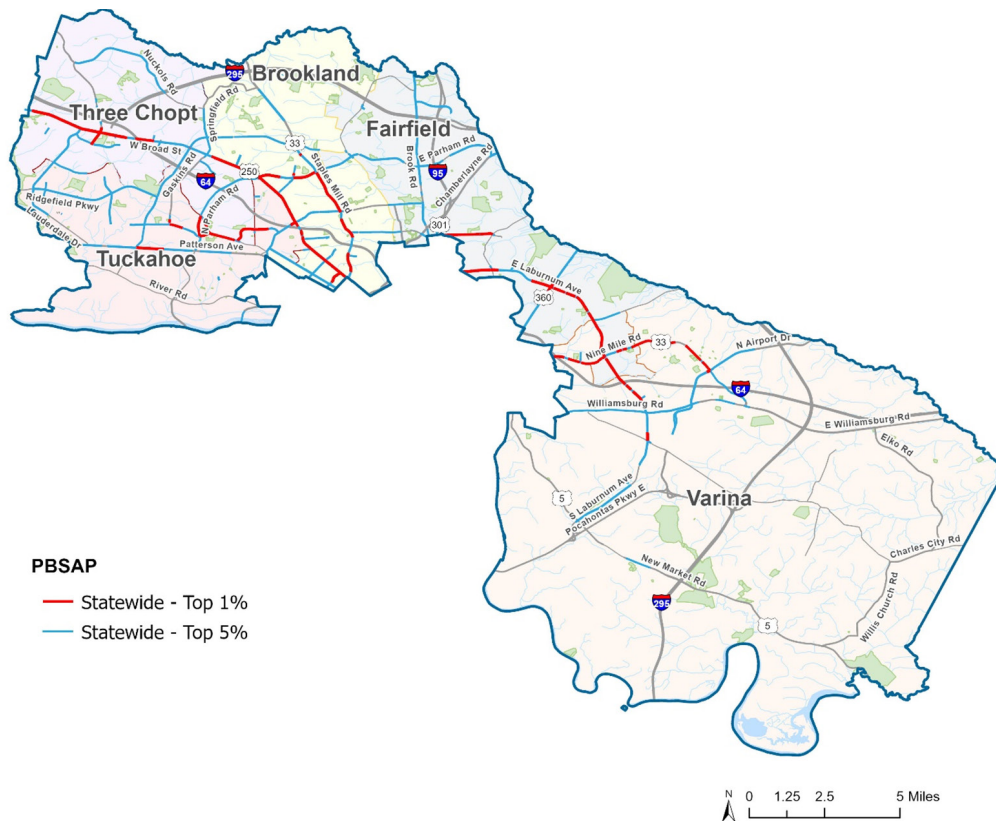 Nuckols Rd
295
Brookland
Springfield Rd
Three Chopt
Fairfield
33
W Broad St
Gaskins Rd
250
64
N Parham Rd
Staples Mill Rd
Brook Rd
E Parham Rd
95
Chamberlayne Rd
301
Ridgefield Pkwy
Lauderdale Dr
Patterson Ave
Tuckahoe
River Rd
E Laburnum Ave
360
Nine Mile Rd
33
N Airport Dr
64
Williamsburg Rd
E Williamsburg Rd
Elko Rd
S Laburnum Ave
Pocahontas Pkwy E
5
Varina
Charles City Rd
New Market Rd
295
5
Willis Church Rd
PBSAP
Statewide - Top 1%
Statewide - Top 5%
N
0 1.25 2.5 5 Miles